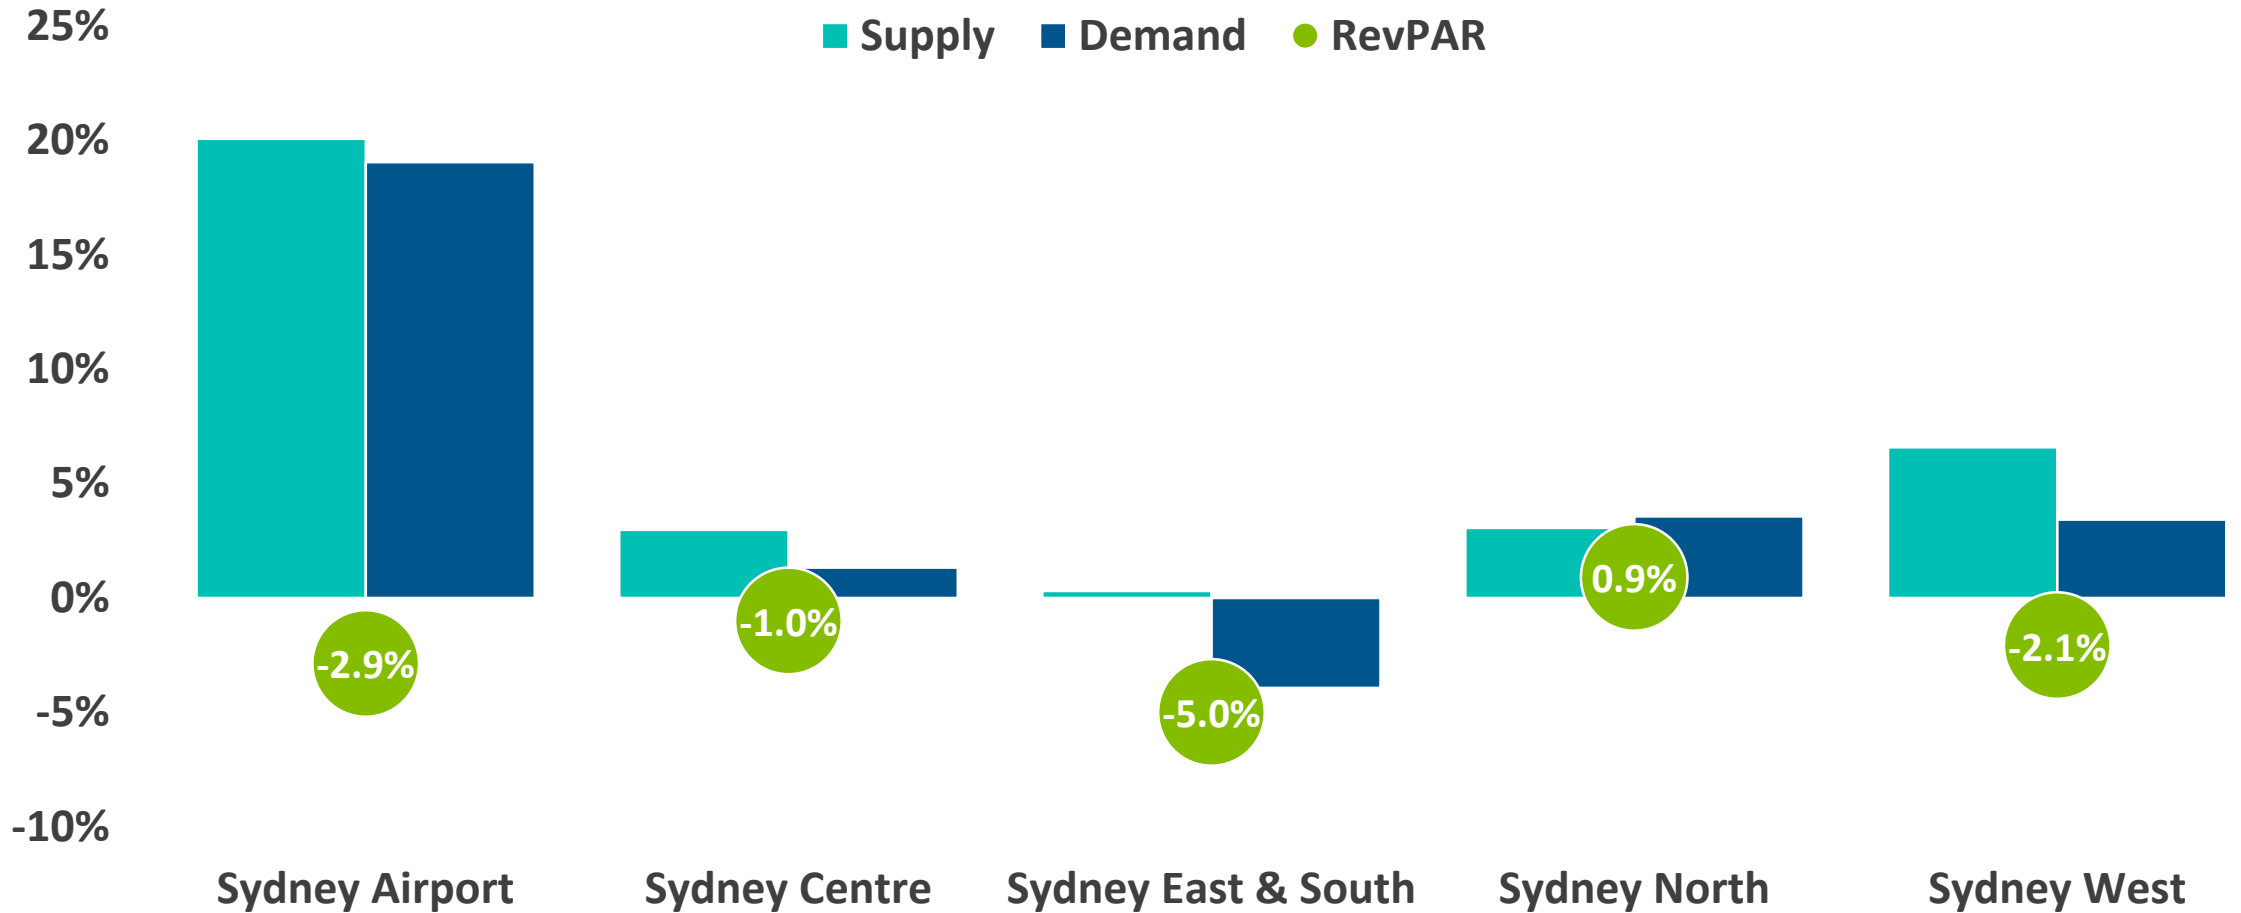 Supply Demand RevPAR
25%
20%
15%
10%
5%
0%
-5%
-10%
-2.9%
-1.0%
-5.0%
0.9%
-2.1%
Sydney Airport
Sydney Centre
Sydney East & South
Sydney North
Sydney West